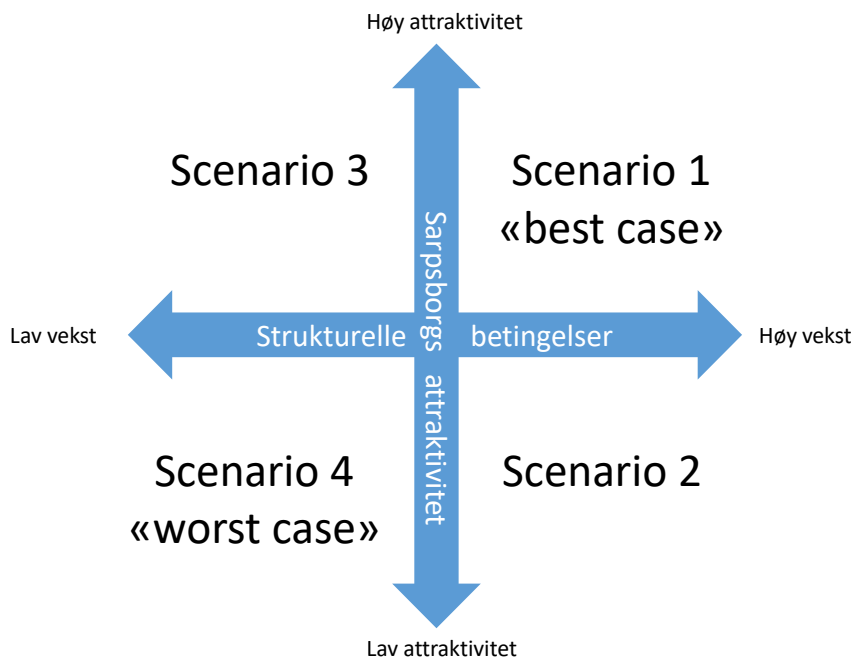 Høy attraktivitet
Scenario 3
Scenario 1
«best case»
Sarpsborgs attraktivitet
Lav vekst
Strukturelle betingelser
Høy vekst
Scenario 4
«worst case»
Scenario 2
Lav attraktivitet